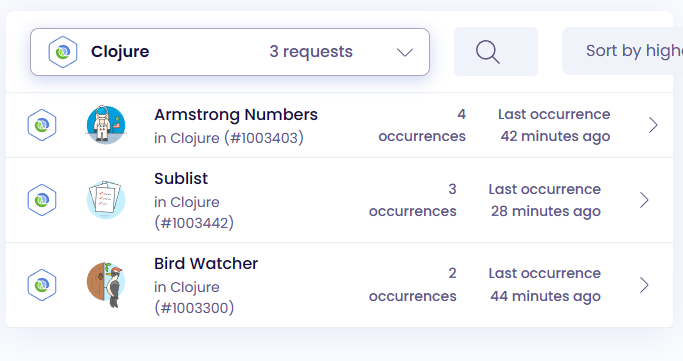 Clojure 3 requests Sort by highe
Armstrong Numbers 4 Last occurrence
in Clojure (#1003403) occurrences 42 minutes ago
Sublist 3 Last occurrence
in Clojure occurrences 28 minutes ago
(#1003442)
Bird Watcher 2 Last occurrence
in Clojure occurrences 44 minutes ago
(#1003300)